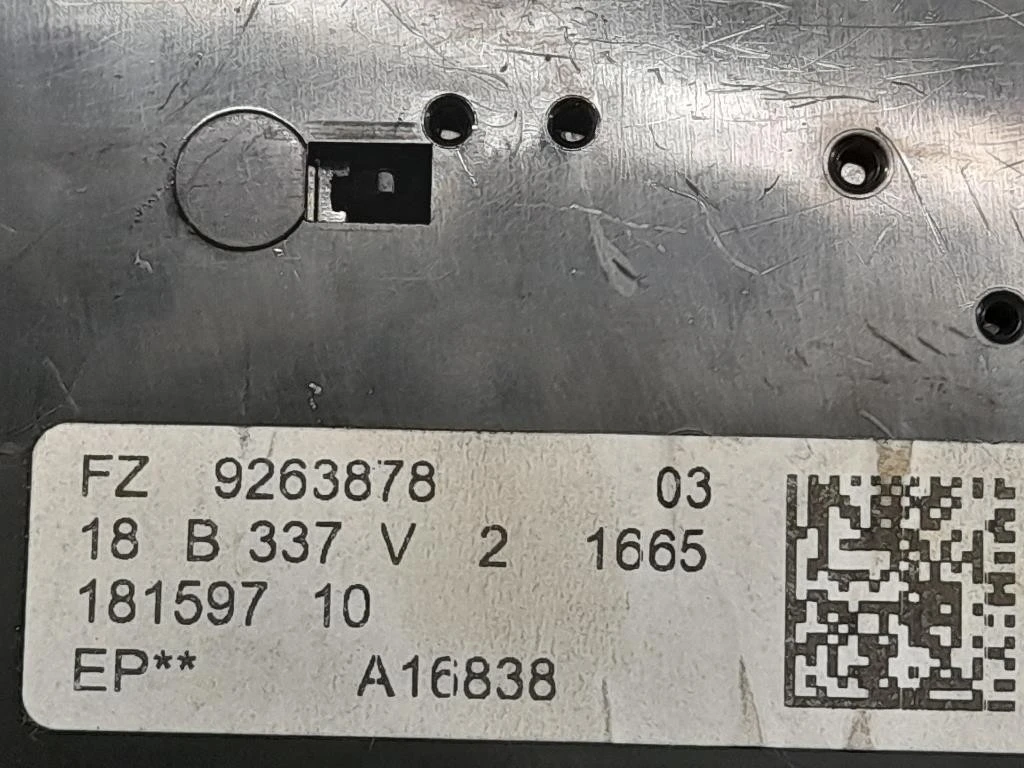 FZ 9263878 03
18 B 337 V 2 1665
181597 10
EP** A16838